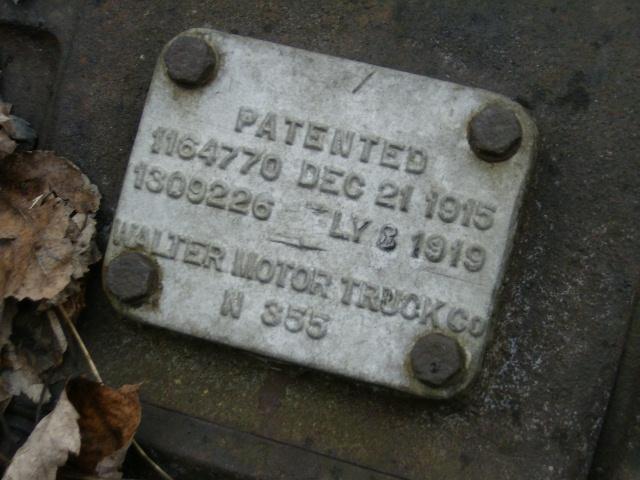 PATENTED
1164770 DEC 21 1915
1309226 LY 8 1919
WALTER MOTOR TRUCK Co
N 355